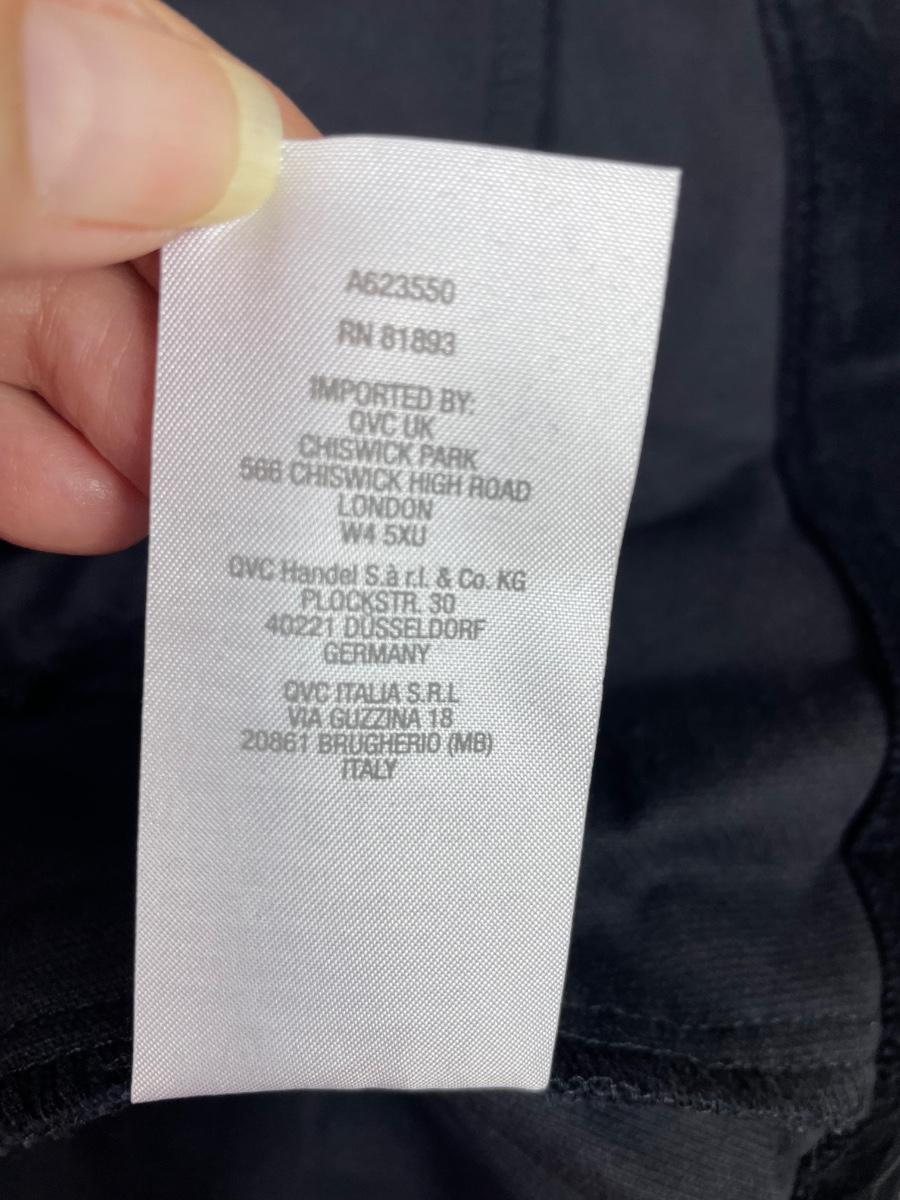 A623550
RN 81893
IMPORTED BY:
QVC UK
CHISWICK PARK
566 CHISWICK HIGH ROAD
LONDON
W4 5XU
QVC Handel S.à r.l. & Co. KG
PLOCKSTR. 30
40221 DÜSSELDORF
GERMANY
QVC ITALIA S.R.L
VIA GUZZINA 18
20861 BRUGHERIO (MB)
ITALY